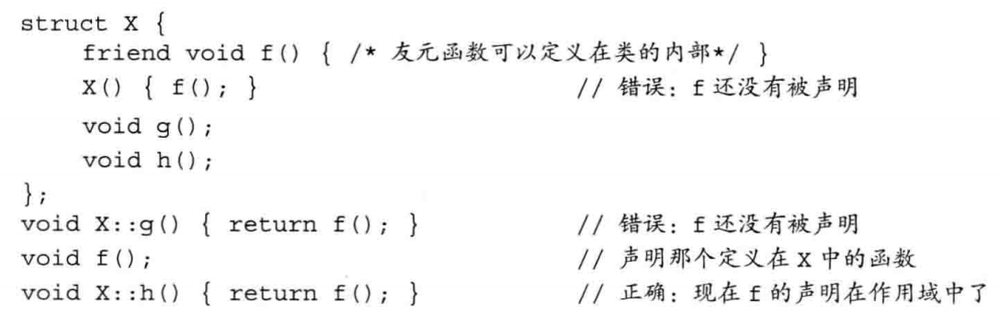 struct X {
    friend void f() { /* 友元函数可以定义在类的内部*/ }
    X() { f(); }                    // 错误：f 还没有被声明
    void g();
    void h();
};
void X::g() { return f(); }         // 错误：f 还没有被声明
void f();                           // 声明那个定义在 X 中的函数
void X::h() { return f(); }         // 正确：现在 f 的声明在作用域中了